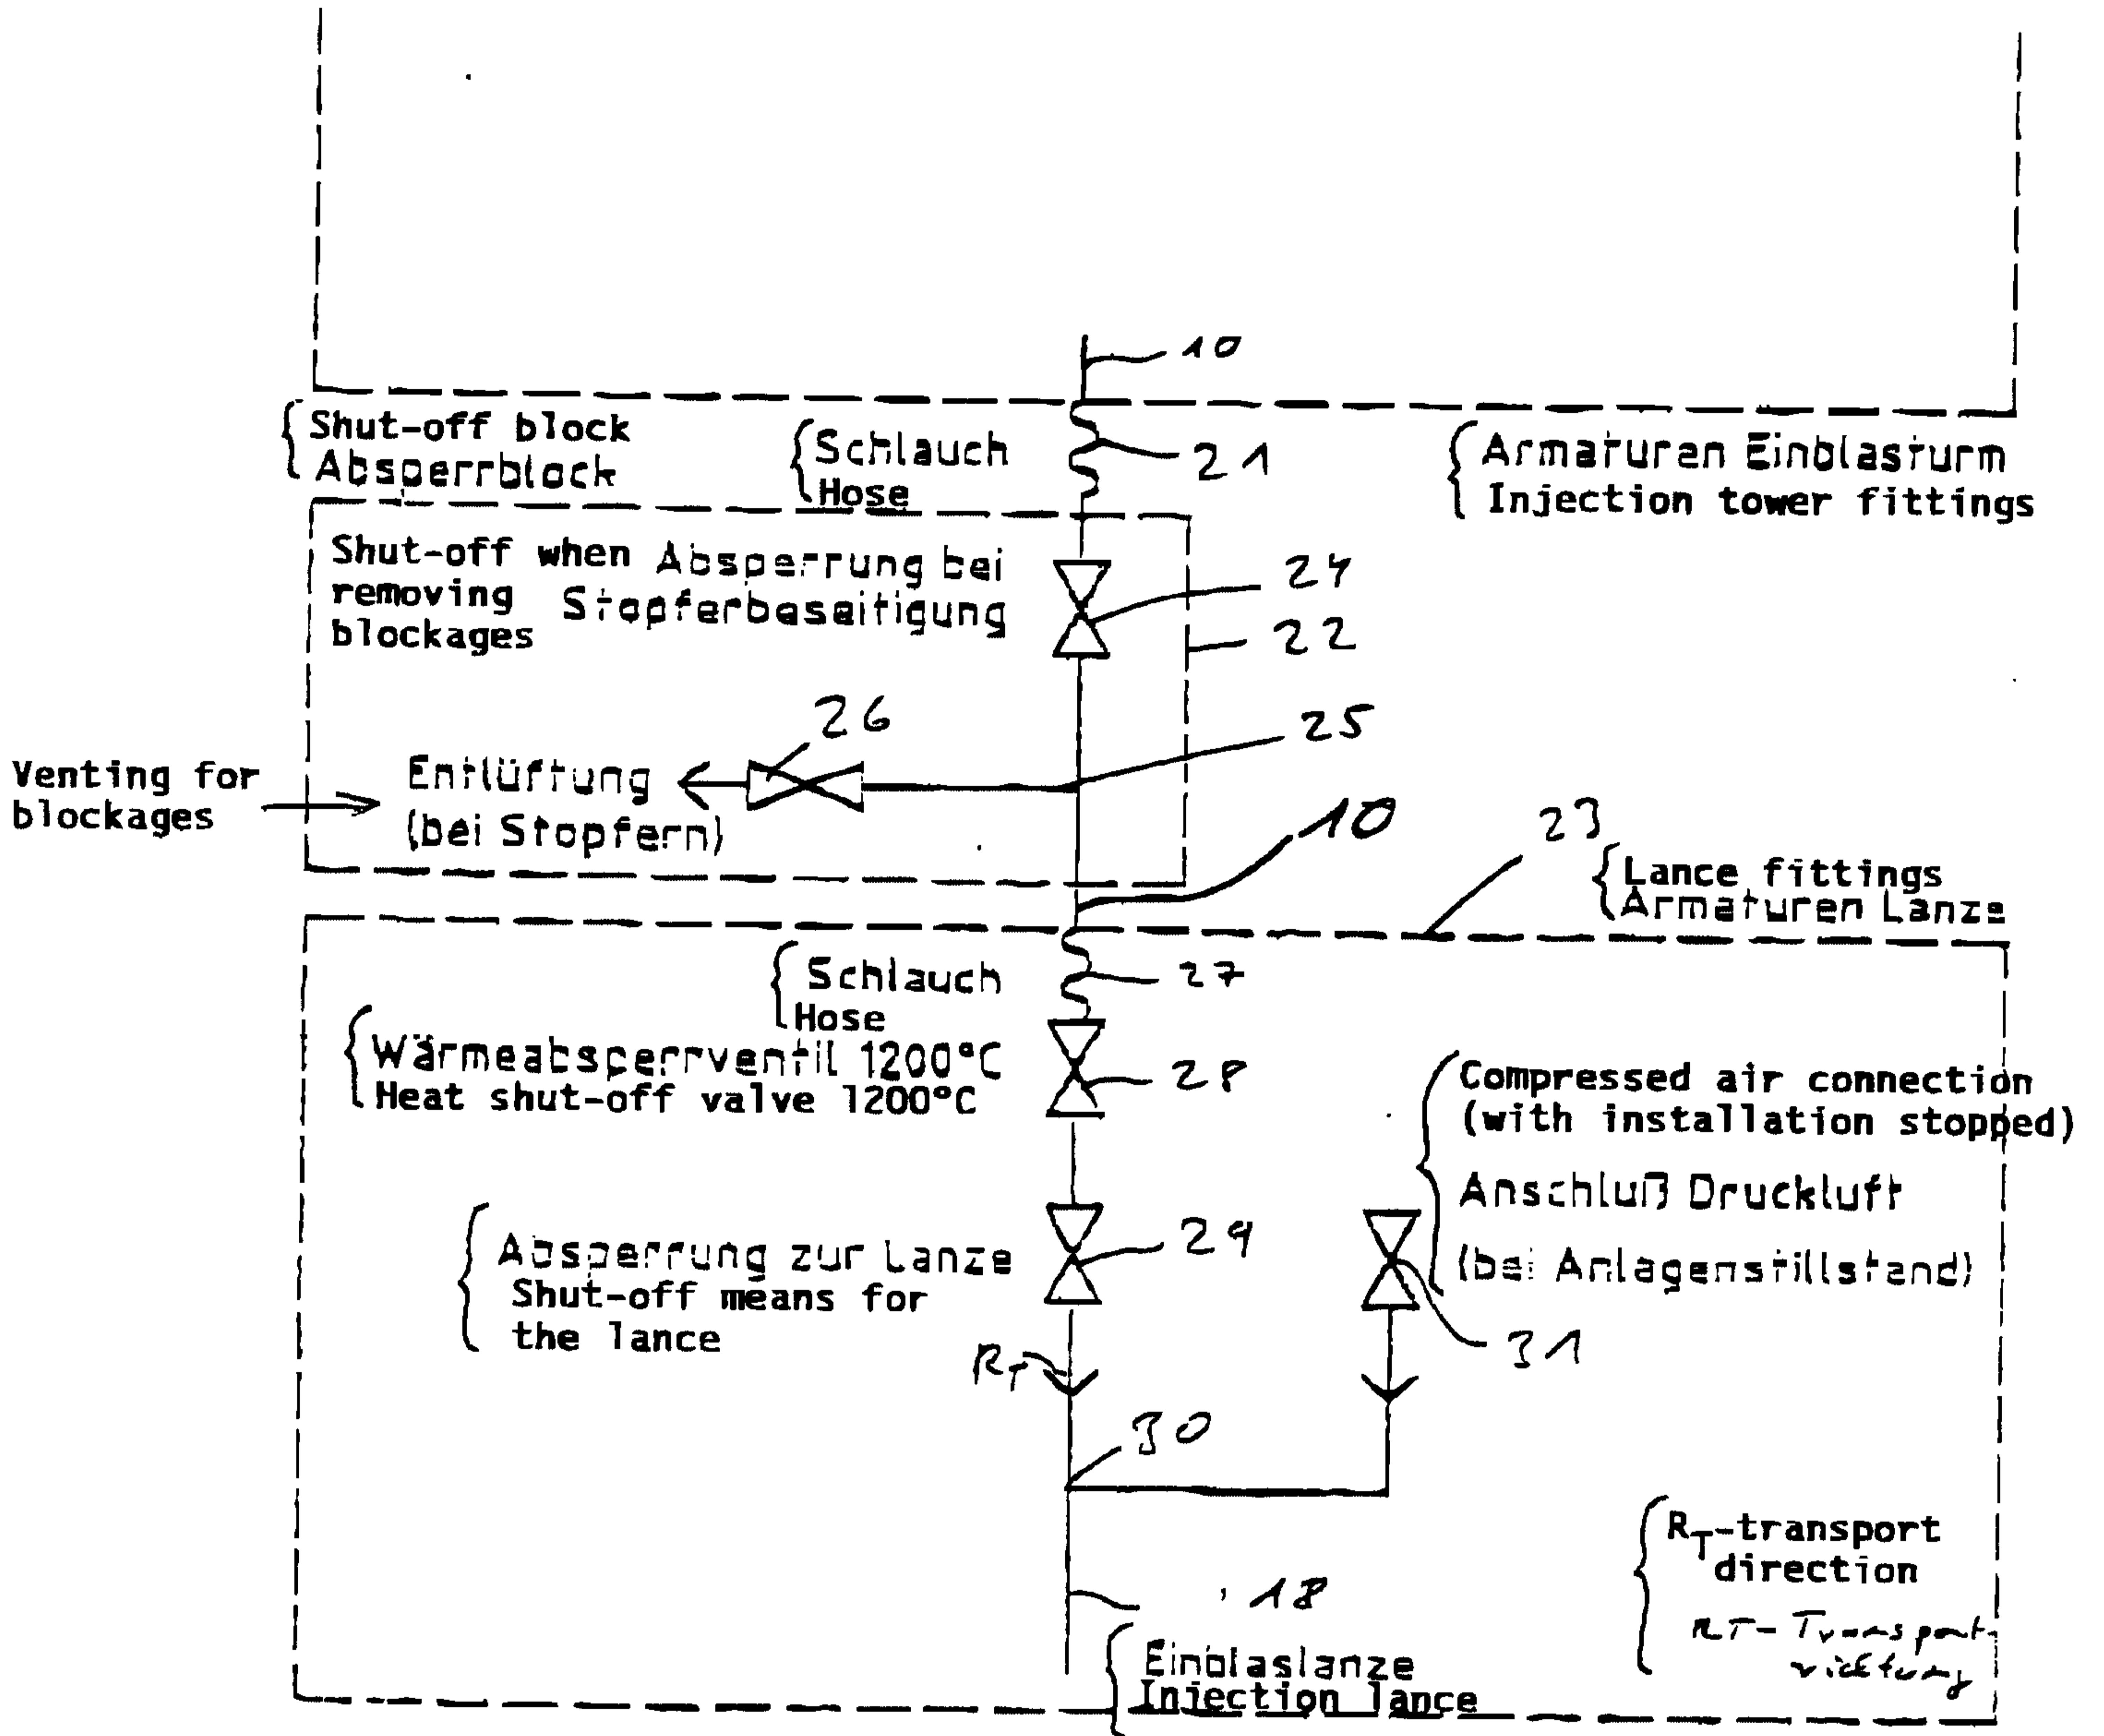 10
Shut-off block
Absperrblock
Schlauch
Hose
21
Armaturen Einblasturm
Injection tower fittings
Shut-off when
removing
blockages
Absperrung bei
Stopferbeseitigung
24
22
26
25
Venting for
blockages
Entlüftung
(bei Stopfern)
10
23
Lance fittings
Armaturen Lanze
Schlauch
Hose
27
Wärmeabsperrventil 1200°C
Heat shut-off valve 1200°C
28
Compressed air connection
(with installation stopped)
Anschluß Druckluft
(bei Anlagenstillstand)
Absperrung zur Lanze
Shut-off means for
the lance
29
31
RT
30
RT-transport
direction
RT-Transport-
richtung
18
Einblaslanze
Injection lance